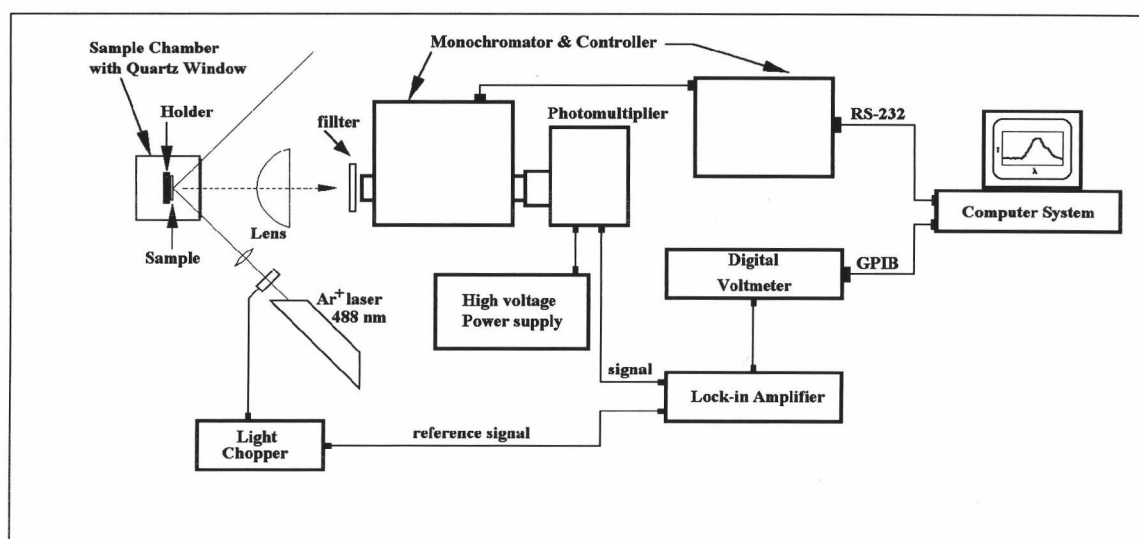 Sample Chamber
with Quartz Window
Holder
Monochromator & Controller
fillter
Photomultiplier
RS-232
I
λ
Computer System
Lens
Sample
Ar+ laser
488 nm
High voltage
Power supply
Digital
Voltmeter
GPIB
signal
Lock-in Amplifier
reference signal
Light
Chopper